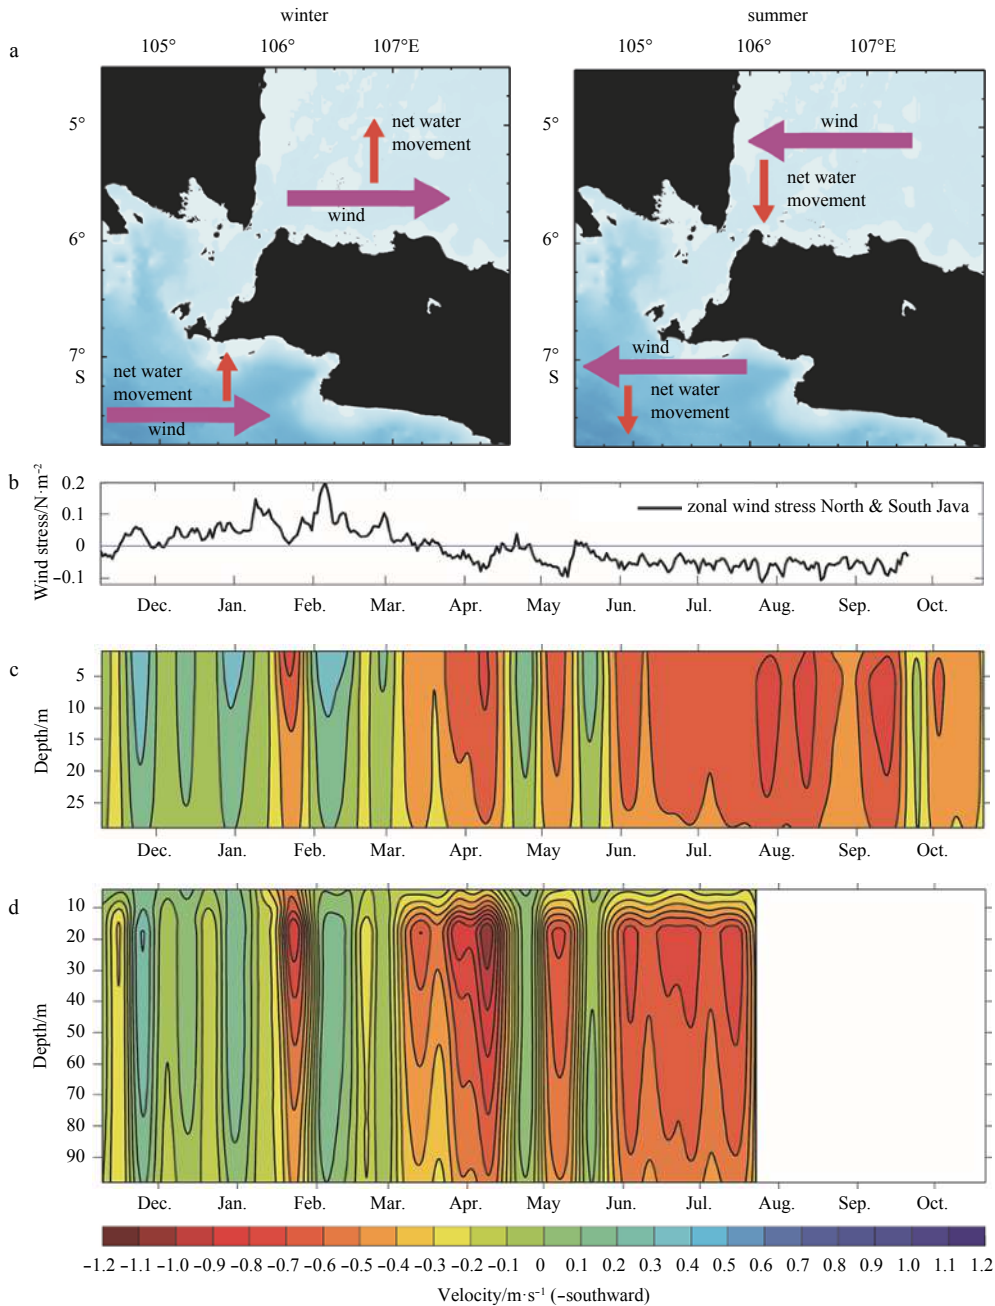 winter
summer
105°
106°
107°E
105°
106°
107°E
a
5°
6°
7°
S
net water
movement
wind
net water
movement
wind
5°
6°
7°
S
wind
net water
movement
wind
net water
movement
b
Wind stress/N·m⁻²
0.2
0.1
0
−0.1
zonal wind stress North & South Java
Dec. Jan. Feb. Mar. Apr. May Jun. Jul. Aug. Sep. Oct.
c
Depth/m
5
10
15
20
25
Dec. Jan. Feb. Mar. Apr. May Jun. Jul. Aug. Sep. Oct.
d
Depth/m
10
20
30
40
50
60
70
80
90
Dec. Jan. Feb. Mar. Apr. May Jun. Jul. Aug. Sep. Oct.
−1.2 −1.1 −1.0 −0.9 −0.8 −0.7 −0.6 −0.5 −0.4 −0.3 −0.2 −0.1 0 0.1 0.2 0.3 0.4 0.5 0.6 0.7 0.8 0.9 1.0 1.1 1.2
Velocity/m·s⁻¹ (−southward)